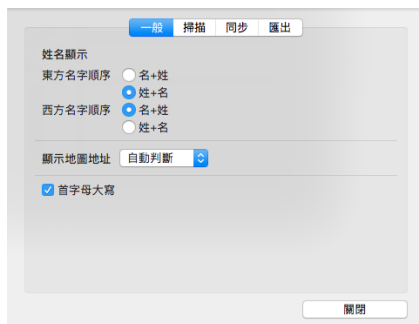 一般 掃描 同步 匯出
姓名顯示
東方名字順序 名+姓
姓+名
西方名字順序 名+姓
姓+名
顯示地圖地址 自動判斷
首字母大寫
關閉